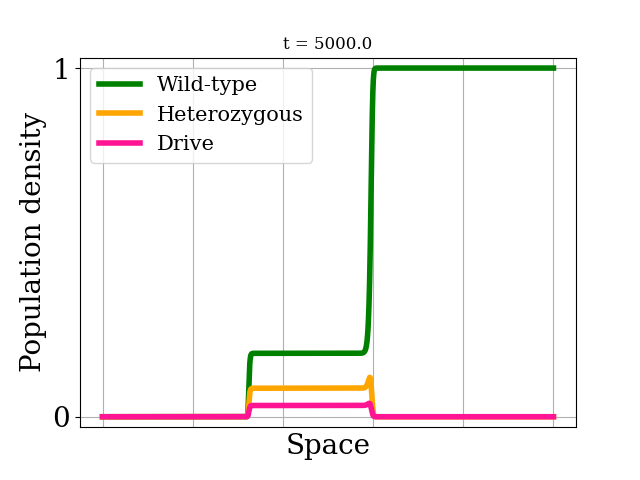 t = 5000.0
1
Wild-type
Heterozygous
Drive
Population density
0
Space